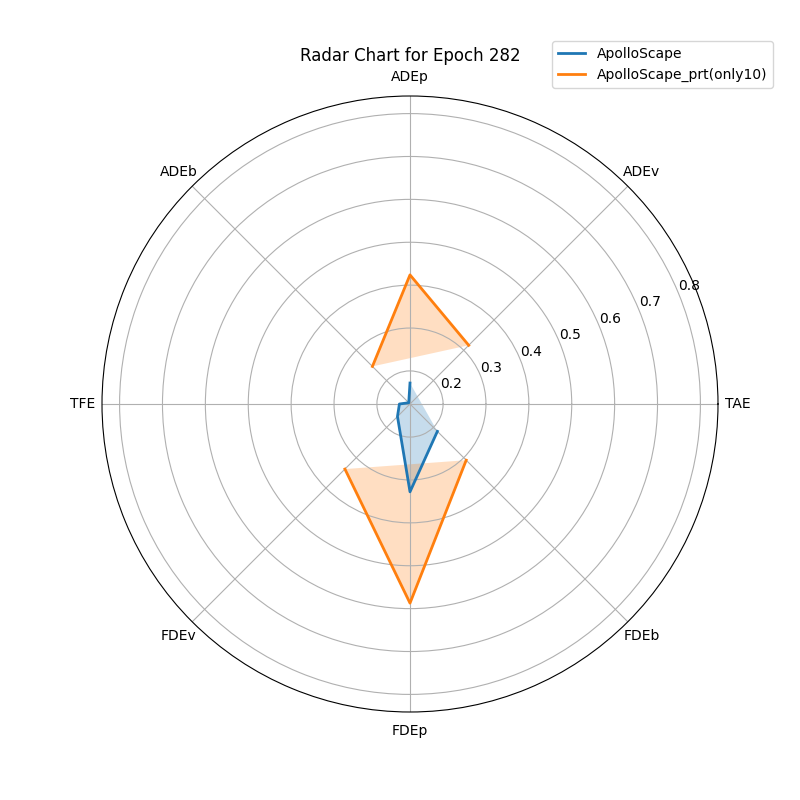 Radar Chart for Epoch 282
ApolloScape
ApolloScape_prt(only10)
ADEp
ADEb
ADEv
0.8
0.7
0.6
0.5
0.4
0.3
0.2
TFE
TAE
FDEv
FDEb
FDEp